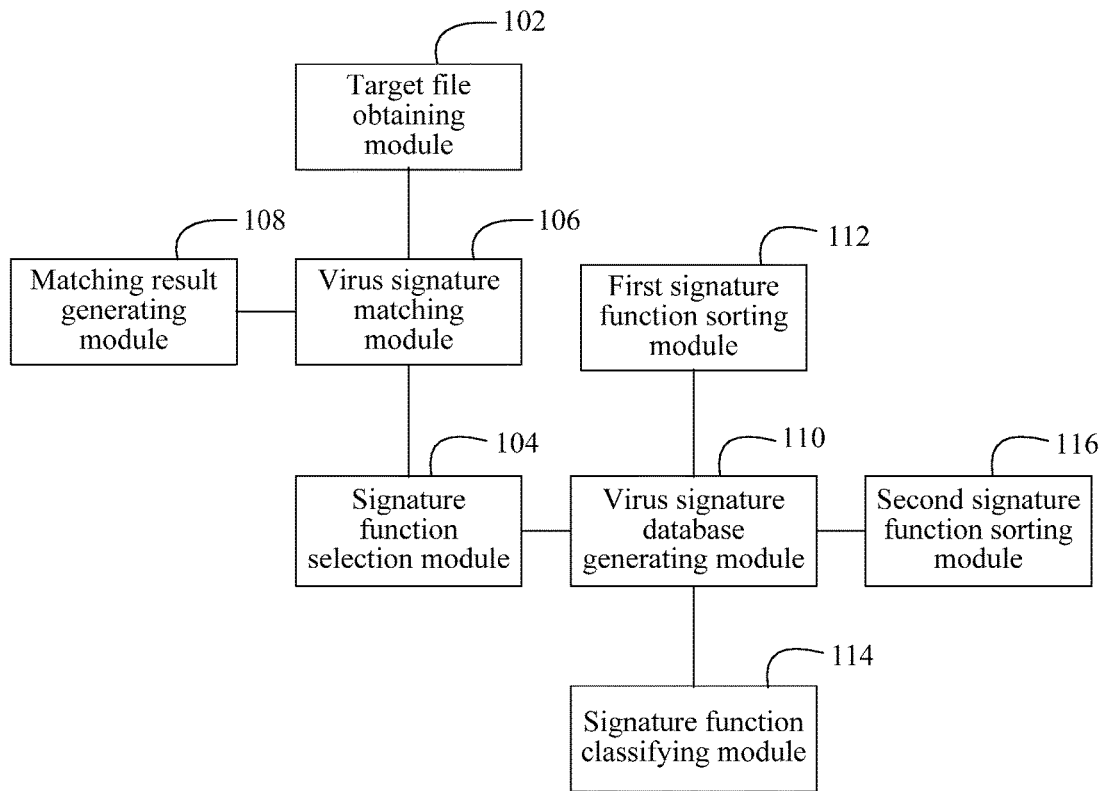 102
Target file
obtaining
module
108
106
112
Matching result
generating
module
Virus signature
matching
module
First signature
function sorting
module
104
110
116
Signature
function
selection module
Virus signature
database
generating module
Second signature
function sorting
module
114
Signature function
classifying module